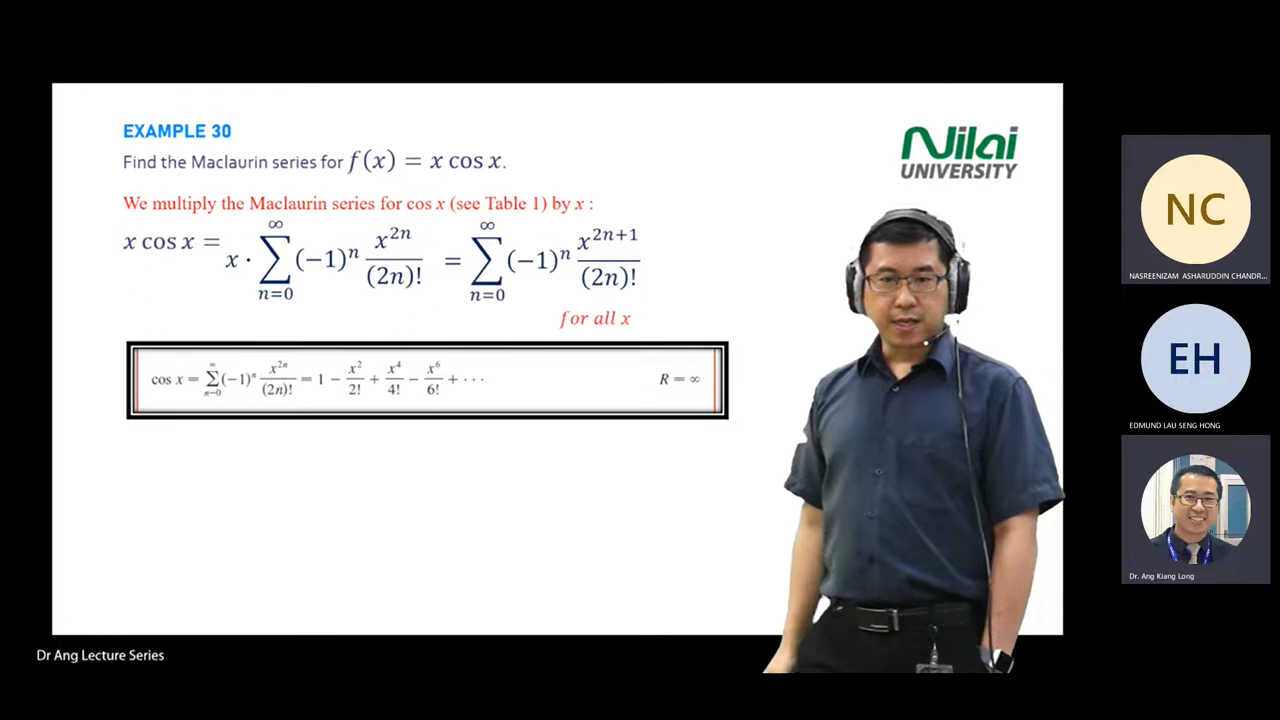 EXAMPLE 30
Find the Maclaurin series for f(x) = x cos x.
We multiply the Maclaurin series for cos x (see Table 1) by x :
x cos x = x · ∑_{n=0}^{∞} (−1)^n x^{2n}/(2n)! = ∑_{n=0}^{∞} (−1)^n x^{2n+1}/(2n)!
for all x
cos x = ∑_{n=0}^{∞} (−1)^n x^{2n}/(2n)! = 1 − x^2/2! + x^4/4! − x^6/6! + ··· R = ∞
Nilai
UNIVERSITY
NC
NASREENIZAM ASHARUDDIN CHANDR...
EH
EDMUND LAU SENG HONG
Dr. Ang Kiang Long
Dr Ang Lecture Series